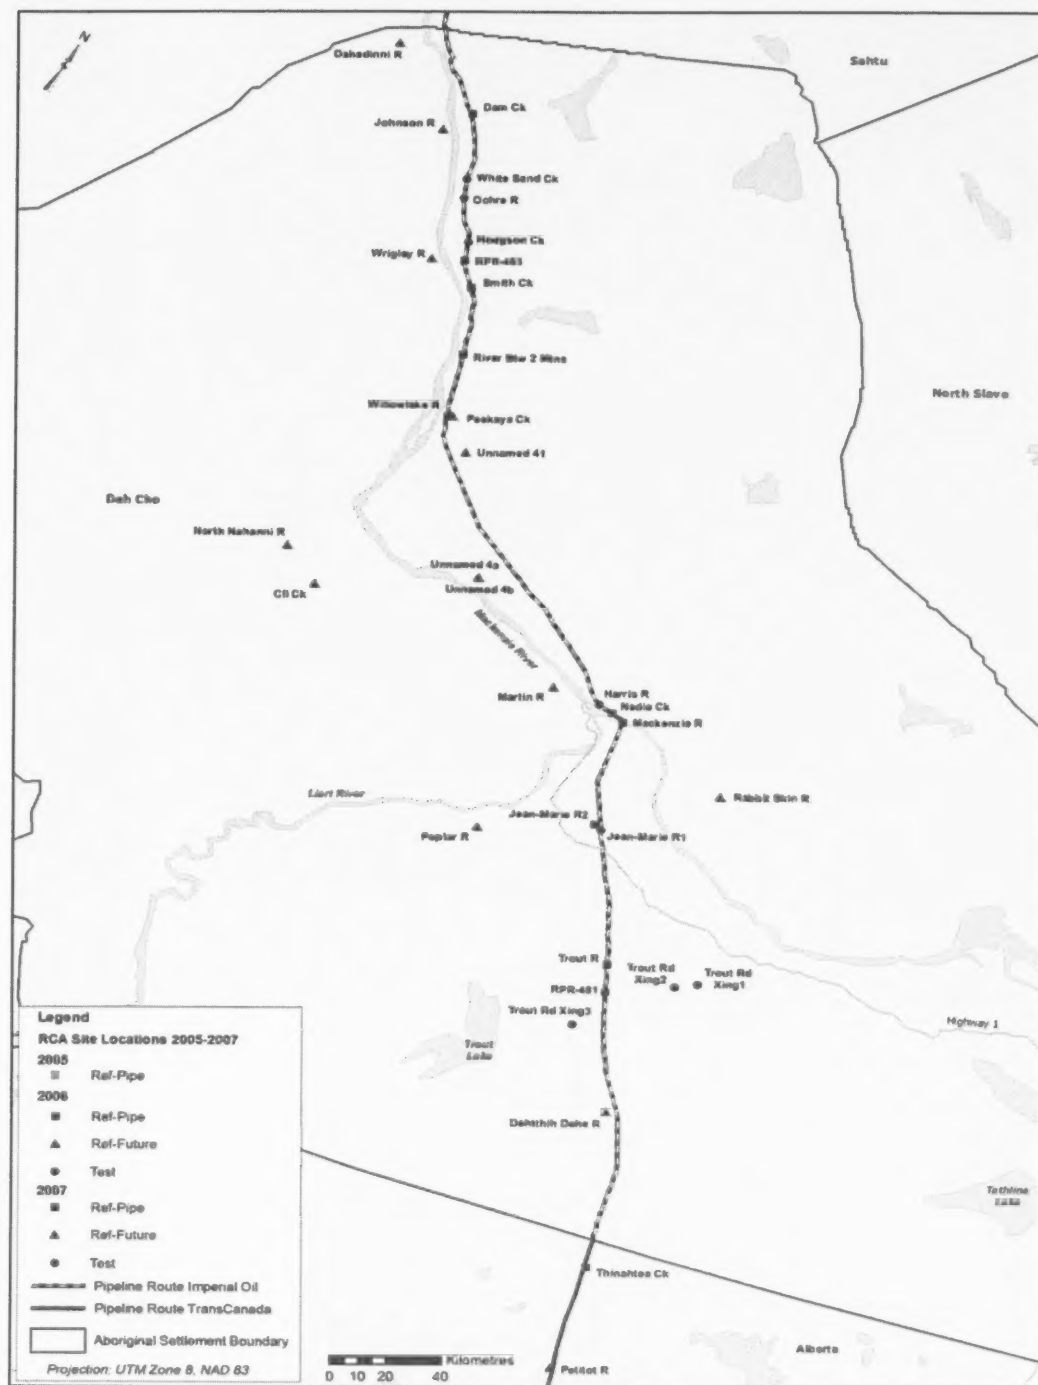 N
Dahadinni R
Sahtu
Dam Ck
Johnson R
White Sand Ck
Ochre R
Hodgson Ck
Wrigley R
RPR-463
Smith Ck
River Btw 2 Mtns
North Slave
Willowlake R
Peekaya Ck
Unnamed 41
Deh Cho
North Nahanni R
Unnamed 4a
Cli Ck
Unnamed 4b
Mackenzie River
Martin R
Harris R
Nadie Ck
Mackenzie R
Liard River
Rabbit Skin R
Jean-Marie R2
Poplar R
Jean-Marie R1
Trout R
Trout Rd
Xing2
Trout Rd
Xing1
RPR-481
Trout Rd Xing3
Highway 1
Trout
Lake
Legend
RCA Site Locations 2005-2007
2005
Ref-Pipe
2006
Ref-Pipe
Ref-Future
Test
2007
Ref-Pipe
Ref-Future
Test
Pipeline Route Imperial Oil
Pipeline Route TransCanada
Aboriginal Settlement Boundary
Projection: UTM Zone 8, NAD 83
Dehtthih Dehe R
Tathlina
Lake
Thinahtea Ck
Alberta
Kilometres
0 10 20 40
Petitot R